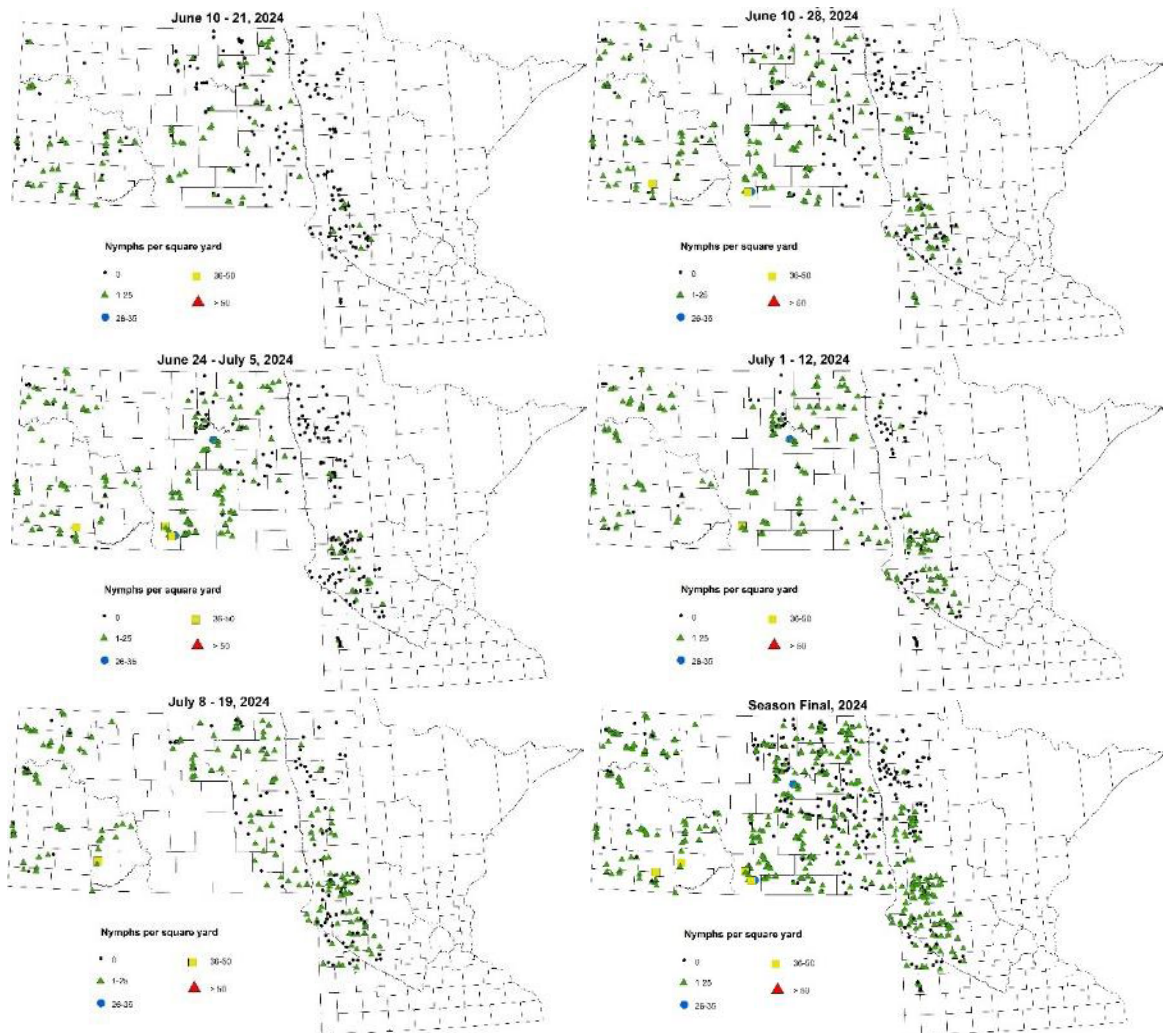 June 10 - 21, 2024
Nymphs per square yard
0
36-50
1-25
> 50
26-35
June 10 - 28, 2024
Nymphs per square yard
0
36-50
1-25
> 50
26-35
June 24 - July 5, 2024
Nymphs per square yard
0
36-50
1-25
> 50
26-35
July 1 - 12, 2024
Nymphs per square yard
0
36-50
1-25
> 50
26-35
July 8 - 19, 2024
Nymphs per square yard
0
36-50
1-25
> 50
26-35
Season Final, 2024
Nymphs per square yard
0
36-50
1-25
> 50
26-35